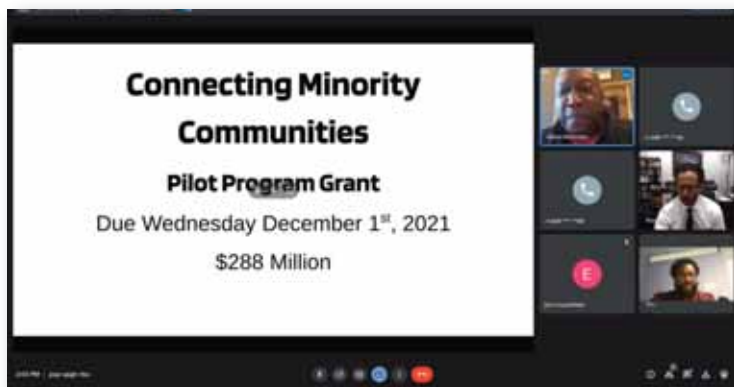 Connecting Minority
Communities
Pilot Program Grant
Due Wednesday December 1st, 2021
$288 Million
E